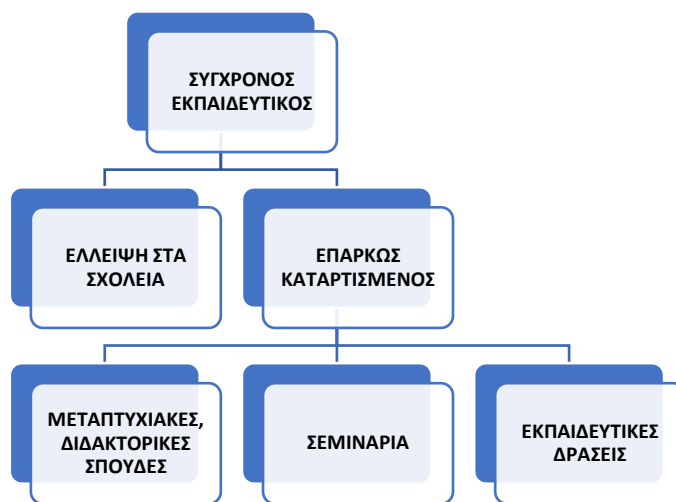 ΣΥΓΧΡΟΝΟΣ
ΕΚΠΑΙΔΕΥΤΙΚΟΣ
ΕΛΛΕΙΨΗ ΣΤΑ
ΣΧΟΛΕΙΑ
ΕΠΑΡΚΩΣ
ΚΑΤΑΡΤΙΣΜΕΝΟΣ
ΜΕΤΑΠΤΥΧΙΑΚΕΣ,
ΔΙΔΑΚΤΟΡΙΚΕΣ
ΣΠΟΥΔΕΣ
ΣΕΜΙΝΑΡΙΑ
ΕΚΠΑΙΔΕΥΤΙΚΕΣ
ΔΡΑΣΕΙΣ